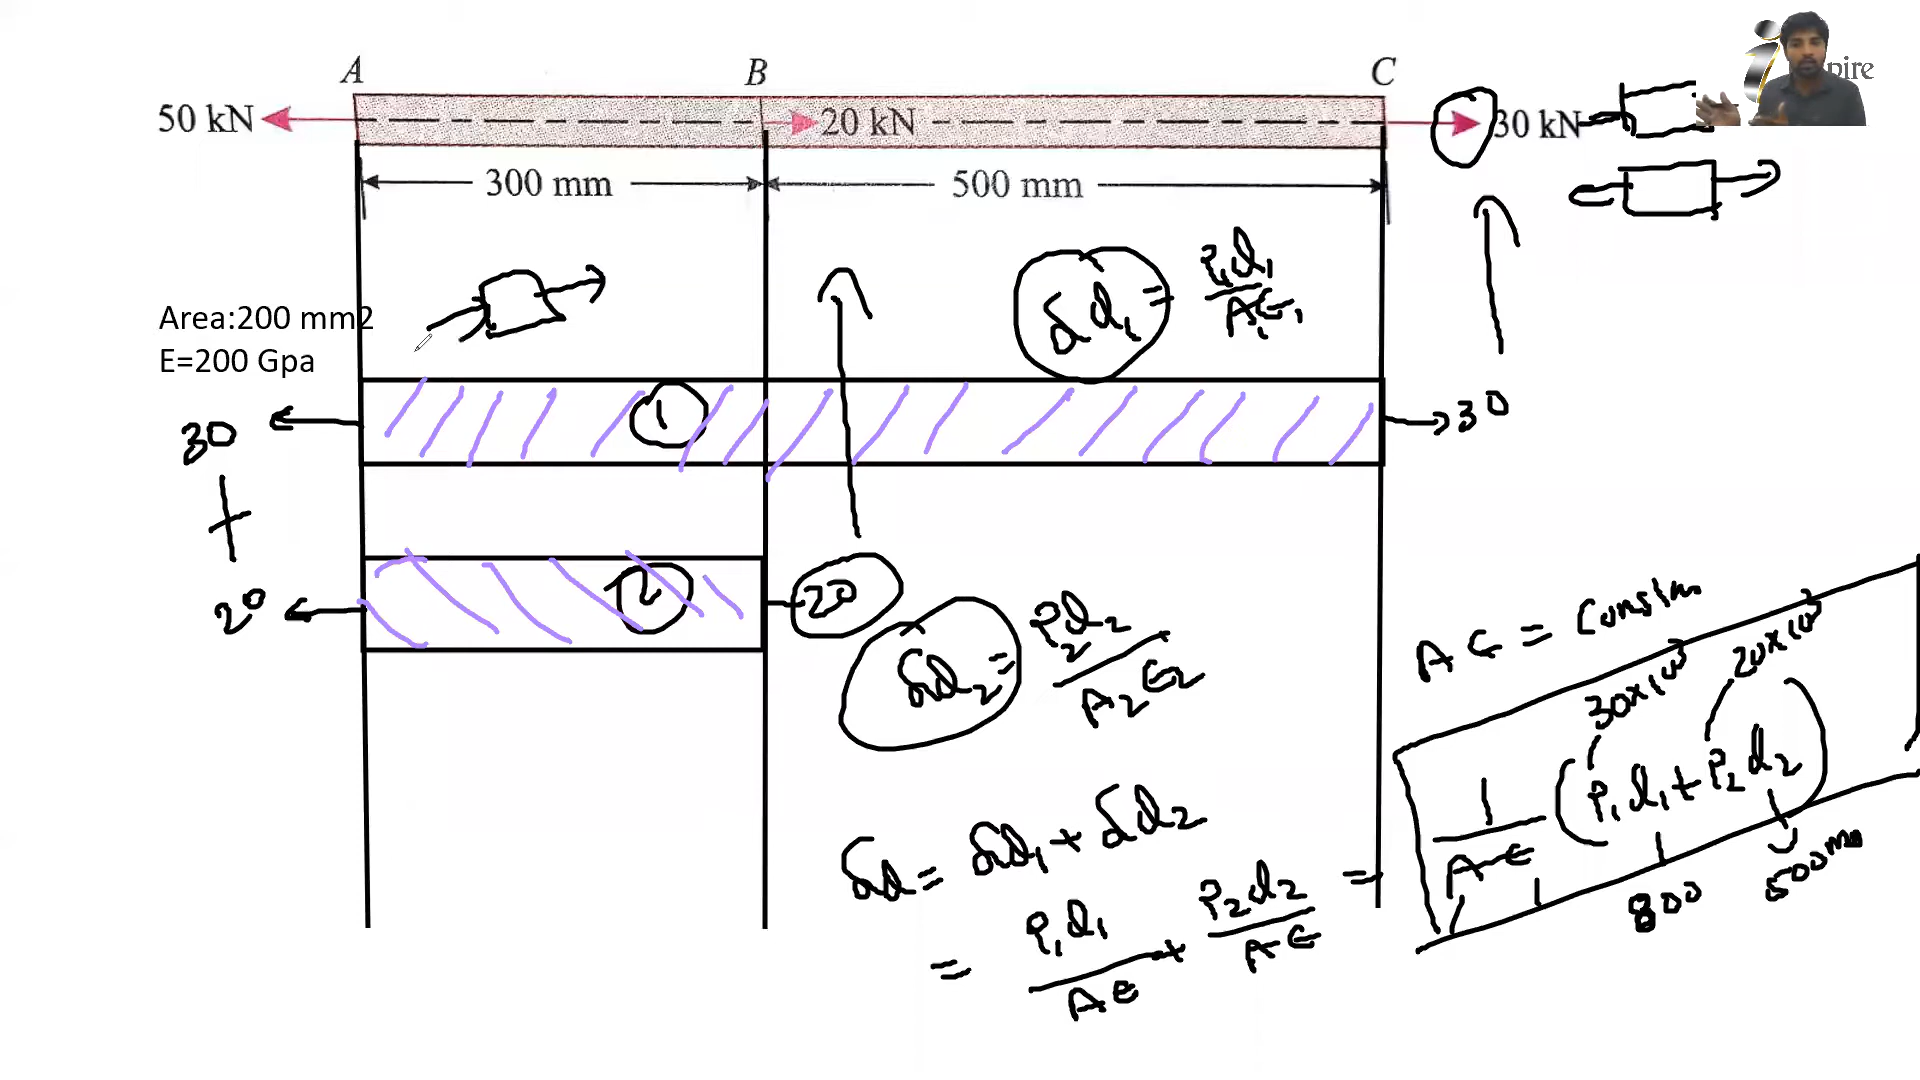 A B C
50 kN 20 kN 30 kN
300 mm 500 mm
Area:200 mm2
E=200 Gpa
δl₁ = P₁l₁ / A₁E₁
30 1 30
+
20 2 20
δl₂ = P₂l₂ / A₂E₂
AE =
30×10³ 20×10³
1 / AE (P₁l₁ + P₂l₂)
800 500mm
δl = δl₁ + δl₂
= P₁l₁ / AE + P₂l₂ / AE =